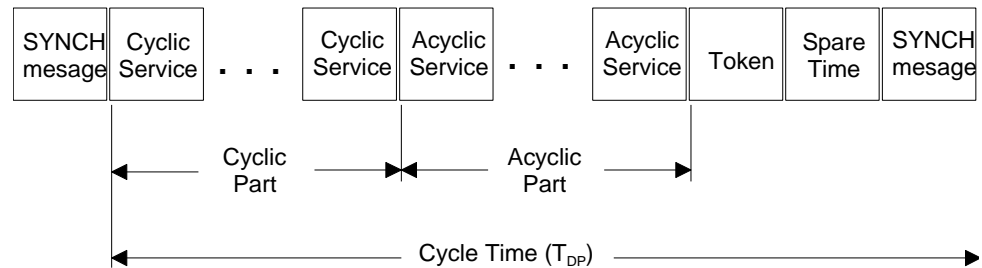 SYNCH
mesage
Cyclic
Service
. . .
Cyclic
Service
Acyclic
Service
. . .
Acyclic
Service
Token
Spare
Time
SYNCH
mesage
Cyclic
Part
Acyclic
Part
Cycle Time (T_DP)